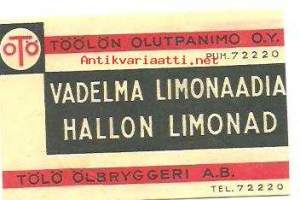 OTO
TÖÖLÖN OLUTPANIMO O.Y.
PUH. 72220
Antikvariaatti.net
VADELMA LIMONAADIA
HALLON LIMONAD
TÖLÖ ÖLBRYGGERI A.B.
TEL. 72220